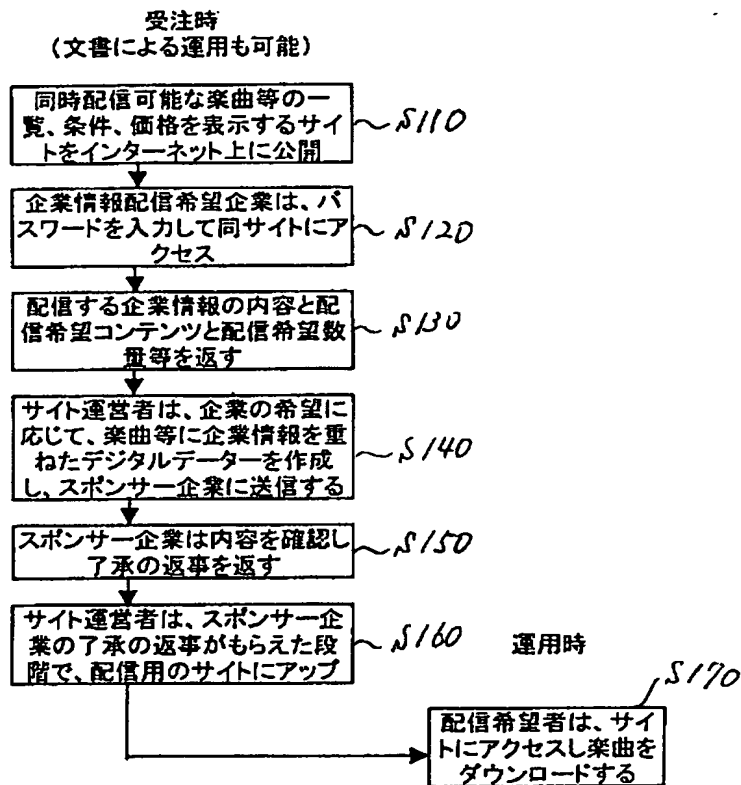 受注時
(文書による運用も可能)
同時配信可能な楽曲等の一
覧、条件、価格を表示するサイ
トをインターネット上に公開
S110
企業情報配信希望企業は、パ
スワードを入力して同サイトにア
クセス
S120
配信する企業情報の内容と配
信希望コンテンツと配信希望数
量等を返す
S130
サイト運営者は、企業の希望に
応じて、楽曲等に企業情報を重
ねたデジタルデーターを作成
し、スポンサー企業に送信する
S140
スポンサー企業は内容を確認し
了承の返事を返す
S150
サイト運営者は、スポンサー企
業の了承の返事がもらえた段
階で、配信用のサイトにアップ
S160
運用時
S170
配信希望者は、サイ
トにアクセスし楽曲を
ダウンロードする